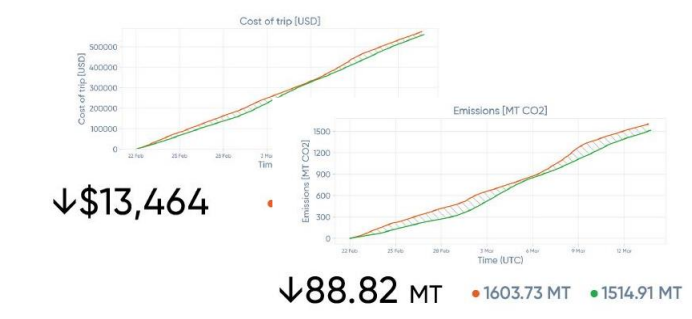 Cost of trip [USD]
Cost of trip [USD]
500000
400000
300000
200000
100000
0
22 Feb
25 Feb
28 Feb
3 Mar
Tim
↓$13,464
Emissions [MT CO2]
Emissions [MT CO2]
1500
1200
900
600
300
0
22 Feb
25 Feb
28 Feb
3 Mar
6 Mar
9 Mar
12 Mar
Time (UTC)
↓88.82 MT
1603.73 MT
1514.91 MT